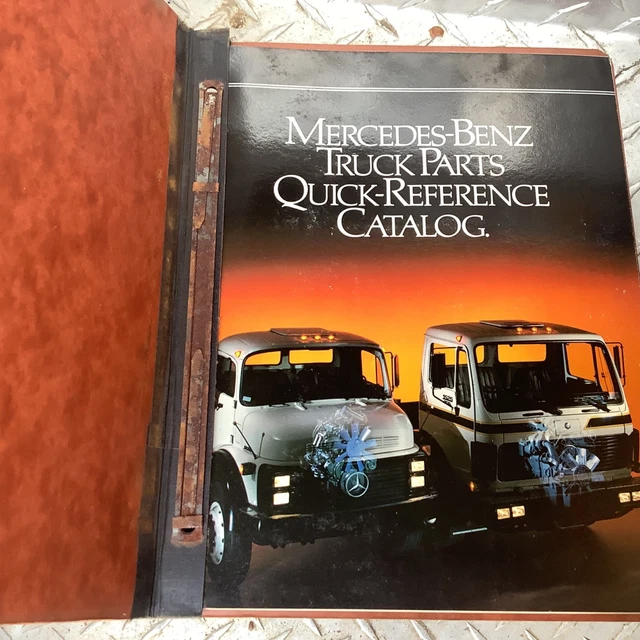 MERCEDES-BENZ
TRUCK PARTS
QUICK-REFERENCE
CATALOG.